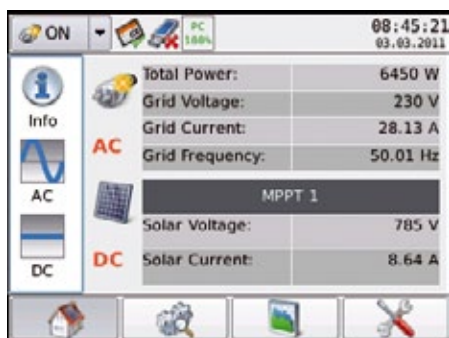 ON
PC
100%
08:45:21
03.03.2011
Info
AC
DC
AC
Total Power: 6450 W
Grid Voltage: 230 V
Grid Current: 28.13 A
Grid Frequency: 50.01 Hz
DC
MPPT 1
Solar Voltage: 785 V
Solar Current: 8.64 A